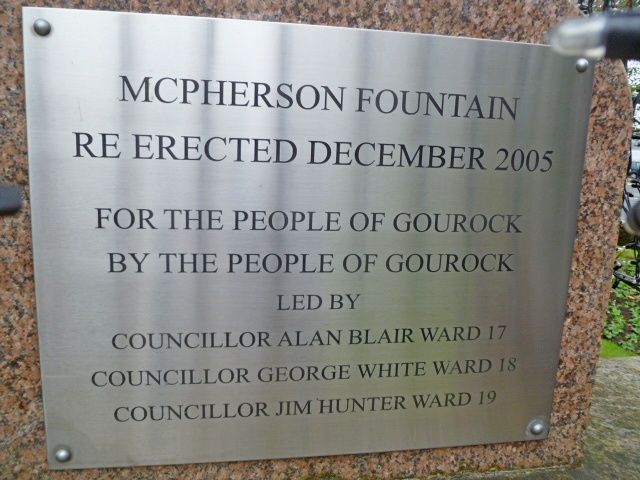 MCPHERSON FOUNTAIN
RE ERECTED DECEMBER 2005
FOR THE PEOPLE OF GOUROCK
BY THE PEOPLE OF GOUROCK
LED BY
COUNCILLOR ALAN BLAIR WARD 17
COUNCILLOR GEORGE WHITE WARD 18
COUNCILLOR JIM HUNTER WARD 19